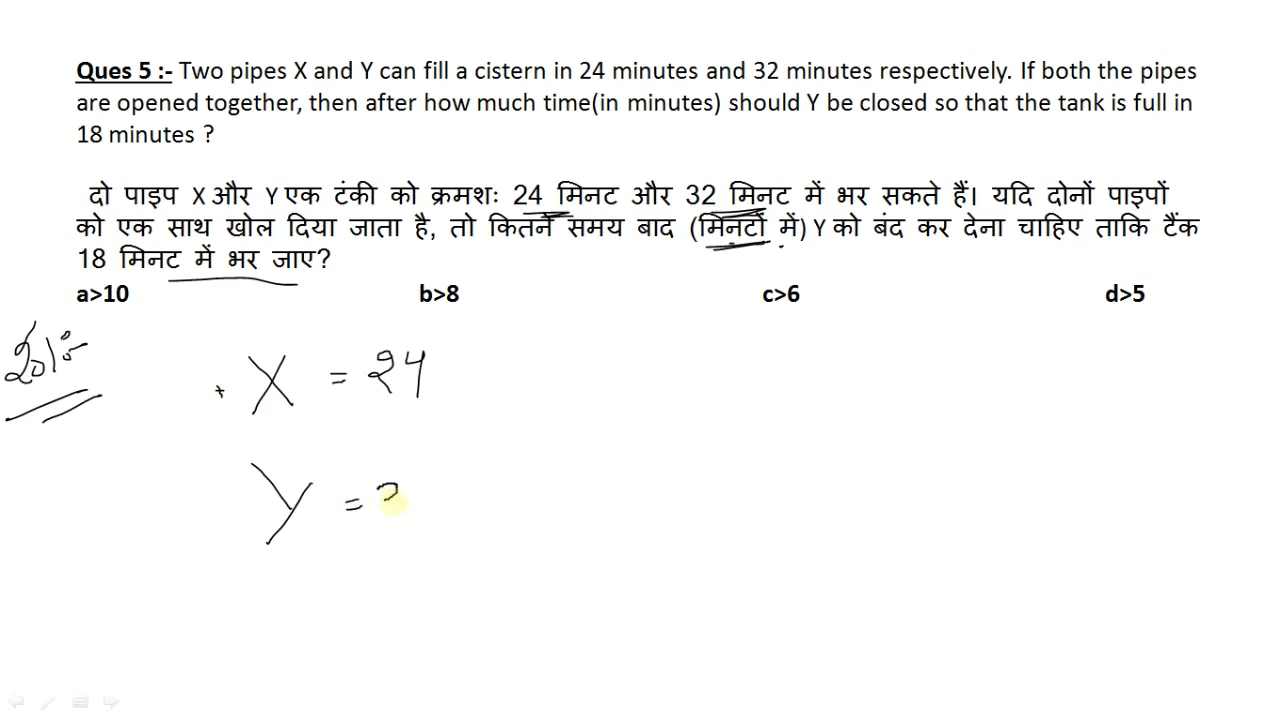 Ques 5 :- Two pipes X and Y can fill a cistern in 24 minutes and 32 minutes respectively. If both the pipes
are opened together, then after how much time(in minutes) should Y be closed so that the tank is full in
18 minutes ?
दो पाइप X और Y एक टंकी को क्रमशः 24 मिनट और 32 मिनट में भर सकते हैं। यदि दोनों पाइपों
को एक साथ खोल दिया जाता है, तो कितने समय बाद (मिनटों में) Y को बंद कर देना चाहिए ताकि टैंक
18 मिनट में भर जाए?
a>10 b>8 c>6 d>5
X = 24
Y =